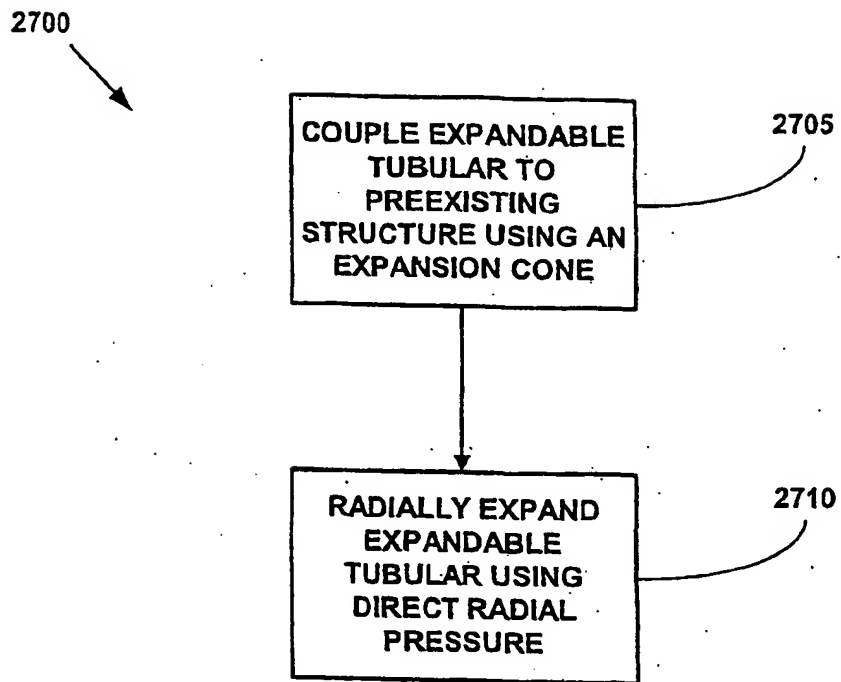 2700
COUPLE EXPANDABLE
TUBULAR TO
PREEXISTING
STRUCTURE USING AN
EXPANSION CONE
2705
RADIALLY EXPAND
EXPANDABLE
TUBULAR USING
DIRECT RADIAL
PRESSURE
2710